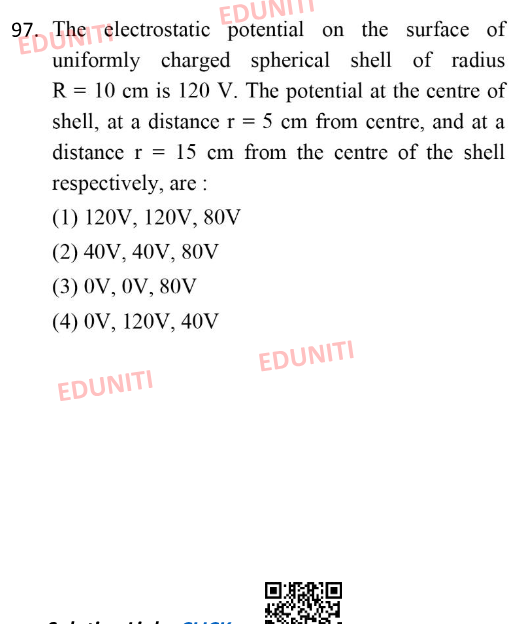 EDUNITI
97. The electrostatic potential on the surface of
EDUNITI
uniformly charged spherical shell of radius
R = 10 cm is 120 V. The potential at the centre of
shell, at a distance r = 5 cm from centre, and at a
distance r = 15 cm from the centre of the shell
respectively, are :
(1) 120V, 120V, 80V
(2) 40V, 40V, 80V
(3) 0V, 0V, 80V
(4) 0V, 120V, 40V
EDUNITI
EDUNITI